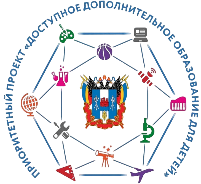 ПРИОРИТЕТНЫЙ ПРОЕКТ «ДОСТУПНОЕ ДОПОЛНИТЕЛЬНОЕ ОБРАЗОВАНИЕ ДЛЯ ДЕТЕЙ»